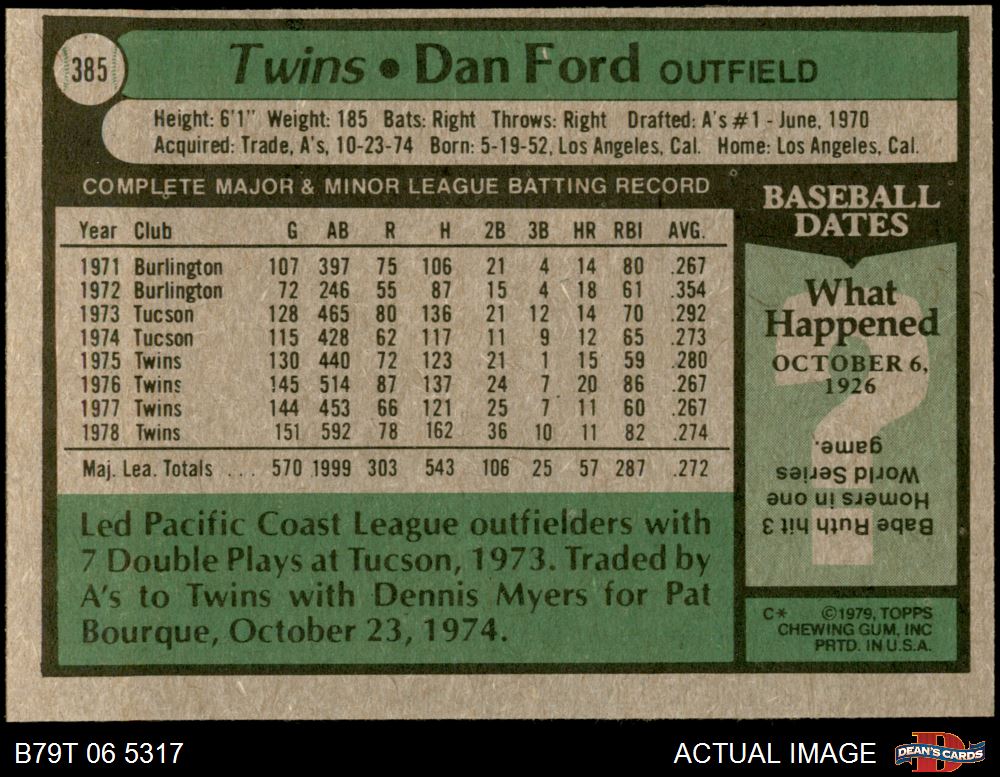 385
Twins • Dan Ford OUTFIELD
Height: 6'1" Weight: 185 Bats: Right Throws: Right Drafted: A's #1 - June, 1970
Acquired: Trade, A's, 10-23-74 Born: 5-19-52, Los Angeles, Cal. Home: Los Angeles, Cal.
COMPLETE MAJOR & MINOR LEAGUE BATTING RECORD
Year Club G AB R H 2B 3B HR RBI AVG.
1971 Burlington 107 397 75 106 21 4 14 80 .267
1972 Burlington 72 246 55 87 15 4 18 61 .354
1973 Tucson 128 465 80 136 21 12 14 70 .292
1974 Tucson 115 428 62 117 11 9 12 65 .273
1975 Twins 130 440 72 123 21 1 15 59 .280
1976 Twins 145 514 87 137 24 7 20 86 .267
1977 Twins 144 453 66 121 25 7 11 60 .267
1978 Twins 151 592 78 162 36 10 11 82 .274
Maj. Lea. Totals ... 570 1999 303 543 106 25 57 287 .272
Led Pacific Coast League outfielders with
7 Double Plays at Tucson, 1973. Traded by
A's to Twins with Dennis Myers for Pat
Bourque, October 23, 1974.
BASEBALL
DATES
What
Happened
OCTOBER 6,
1926
?
Babe Ruth hit 3
Homers in one
World Series
game.
C* ©1979, TOPPS
CHEWING GUM, INC
PRTD. IN U.S.A.
B79T 06 5317
ACTUAL IMAGE
D
DEAN'S CARDS